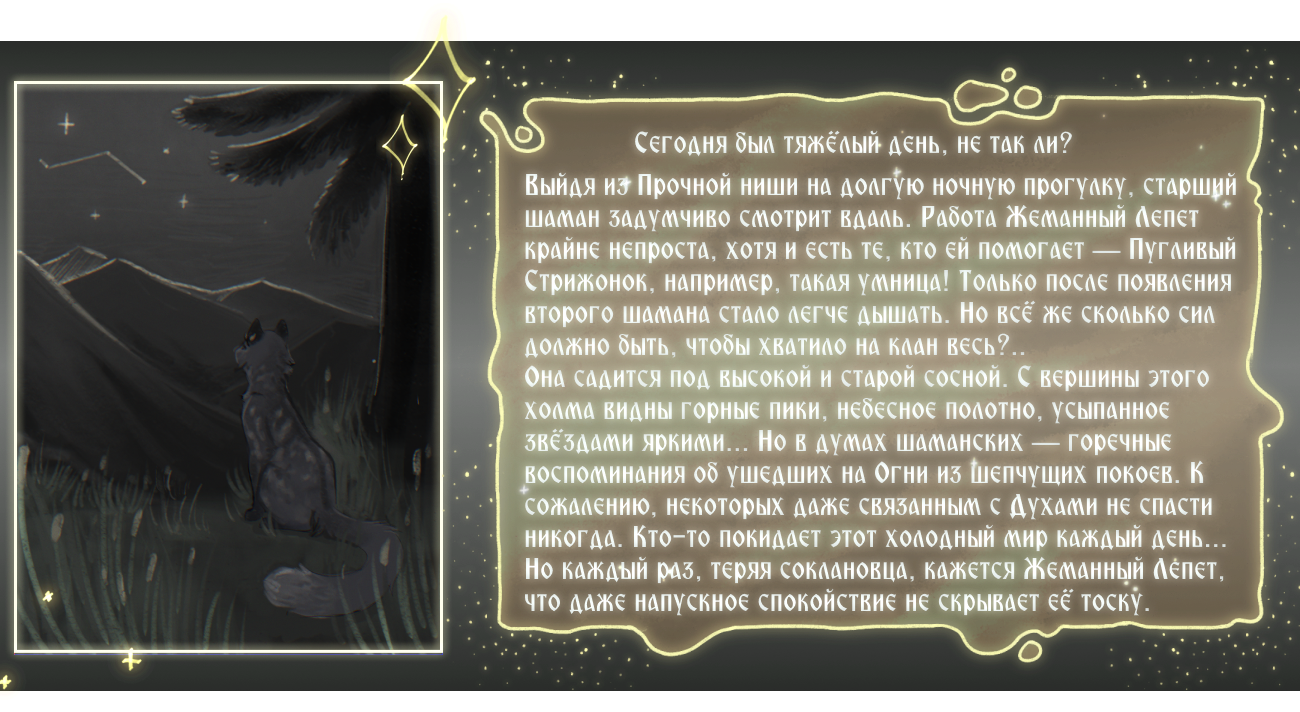 Сегодня был тяжёлый день, не так ли?
Выйдя из Прочной ниши на долгую ночную прогулку, старший
шаман задумчиво смотрит вдаль. Работа Жеманный Лепет
крайне непроста, хотя и есть те, кто ей помогает — Пугливый
Стрижонок, например, такая умница! Только после появления
второго шамана стало легче дышать. Но всё же сколько сил
должно быть, чтобы хватило на клан весь?..
Она садится под высокой и старой сосной. С вершины этого
холма видны горные пики, небесное полотно, усыпанное
звёздами яркими... Но в думах шаманских — горечные
воспоминания об ушедших на Огни из Шепчущих покоев. К
сожалению, некоторых даже связанным с Духами не спасти
никогда. Кто-то покидает этот холодный мир каждый день...
Но каждый раз, теряя соклановца, кажется Жеманный Лепет,
что даже напускное спокойствие не скрывает её тоску.